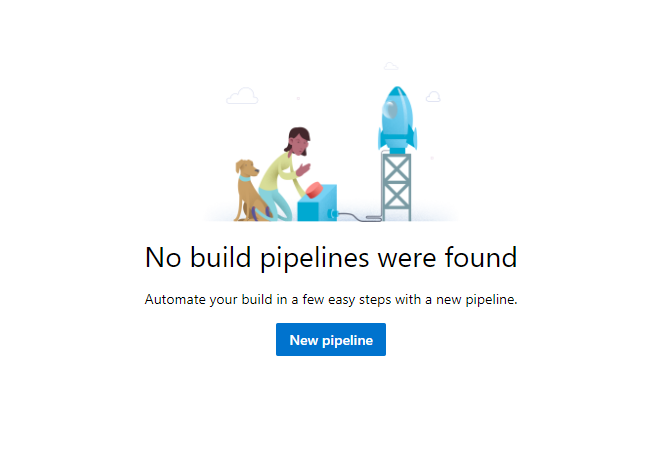 No build pipelines were found
Automate your build in a few easy steps with a new pipeline.
New pipeline